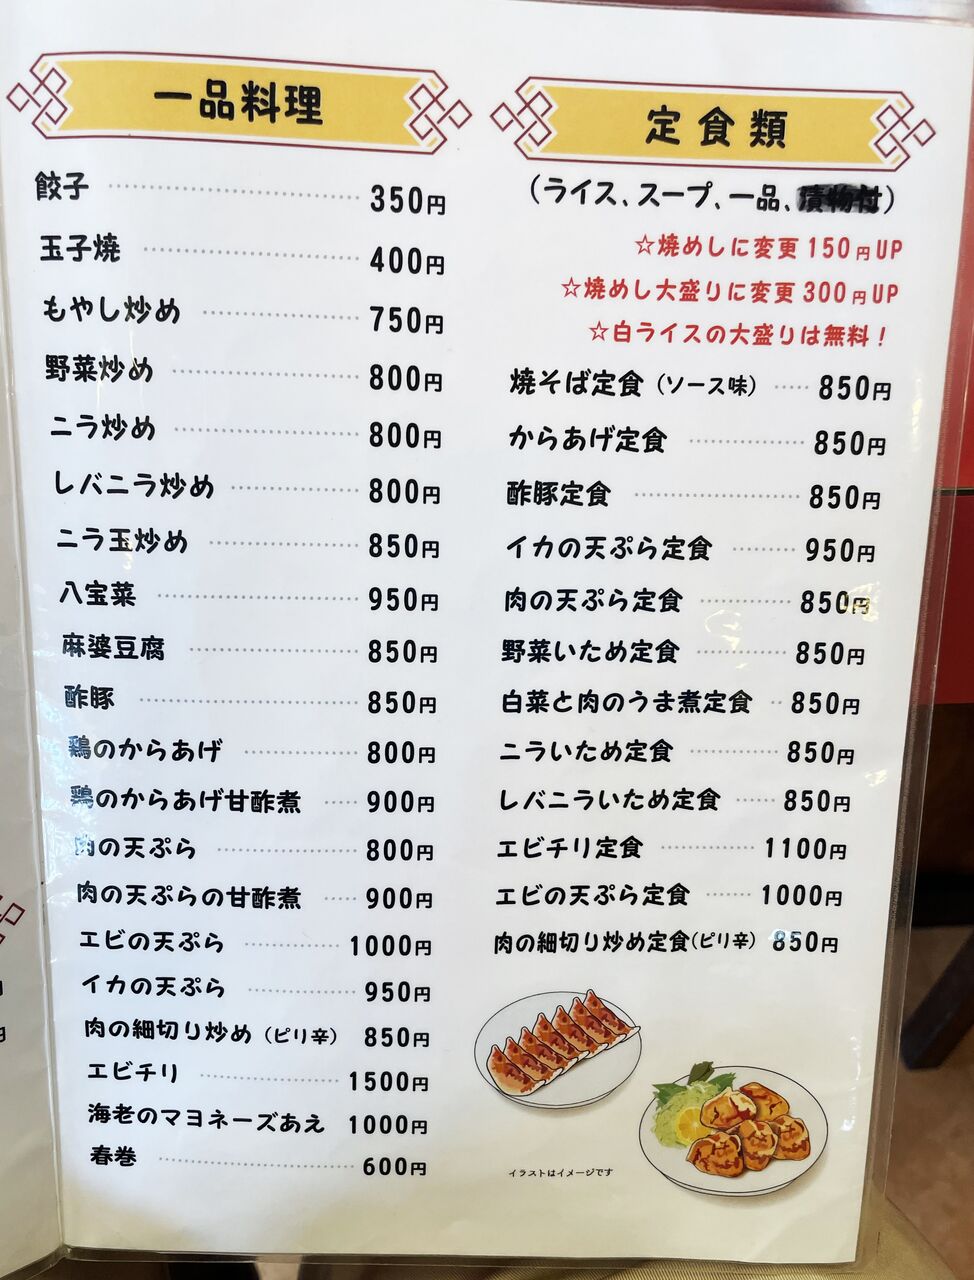 一品料理
餃子 350円
玉子焼 400円
もやし炒め 750円
野菜炒め 800円
ニラ炒め 800円
レバニラ炒め 800円
ニラ玉炒め 850円
八宝菜 950円
麻婆豆腐 850円
酢豚 850円
鶏のからあげ 800円
鶏のからあげ甘酢煮 900円
肉の天ぷら 800円
肉の天ぷらの甘酢煮 900円
エビの天ぷら 1000円
イカの天ぷら 950円
肉の細切り炒め（ピリ辛） 850円
エビチリ 1500円
海老のマヨネーズあえ 1000円
春巻 600円
定食類
（ライス、スープ、一品、漬物付）
☆焼めしに変更150円UP
☆焼めし大盛りに変更300円UP
☆白ライスの大盛りは無料！
焼そば定食（ソース味） 850円
からあげ定食 850円
酢豚定食 850円
イカの天ぷら定食 950円
肉の天ぷら定食 850円
野菜いため定食 850円
白菜と肉のうま煮定食 850円
ニラいため定食 850円
レバニラいため定食 850円
エビチリ定食 1100円
エビの天ぷら定食 1000円
肉の細切り炒め定食（ピリ辛） 850円
イラストはイメージです